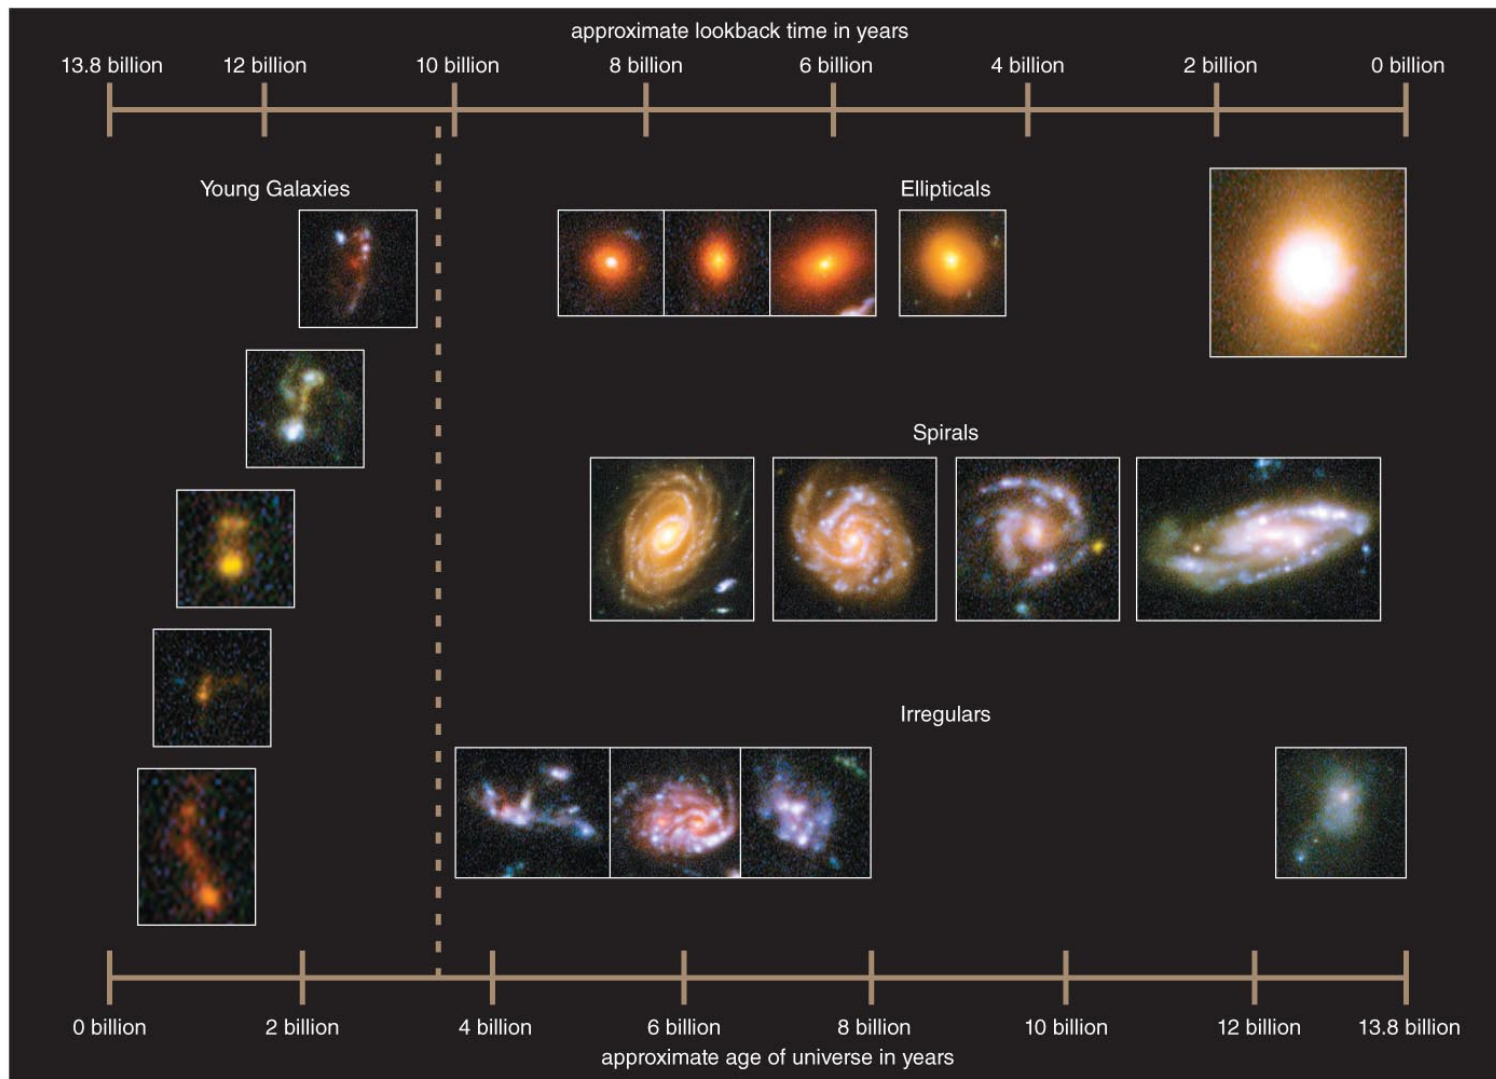 approximate lookback time in years
13.8 billion 12 billion 10 billion 8 billion 6 billion 4 billion 2 billion 0 billion
Young Galaxies Ellipticals
Spirals
Irregulars
0 billion 2 billion 4 billion 6 billion 8 billion 10 billion 12 billion 13.8 billion
approximate age of universe in years